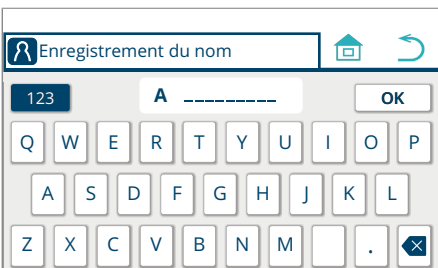 Enregistrement du nom
123 A _________ OK
Q W E R T Y U I O P
A S D F G H J K L
Z X C V B N M .